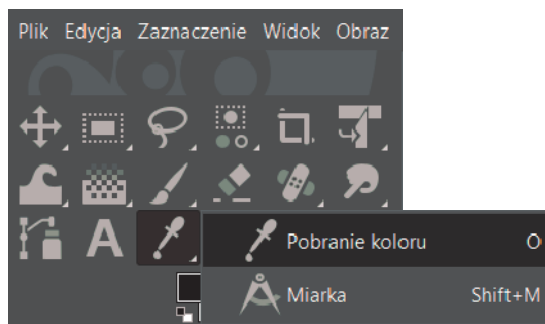 Plik Edycja Zaznaczenie Widok Obraz
A
Pobranie koloru O
Miarka Shift+M